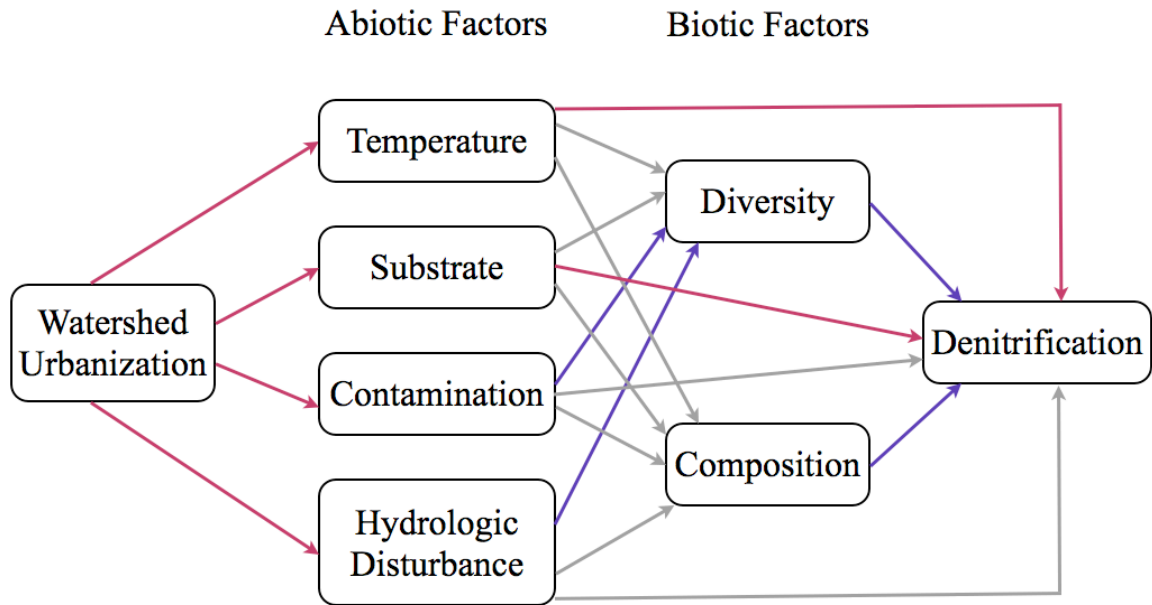 Abiotic Factors
Biotic Factors
Temperature
Diversity
Substrate
Watershed
Urbanization
Denitrification
Contamination
Composition
Hydrologic
Disturbance